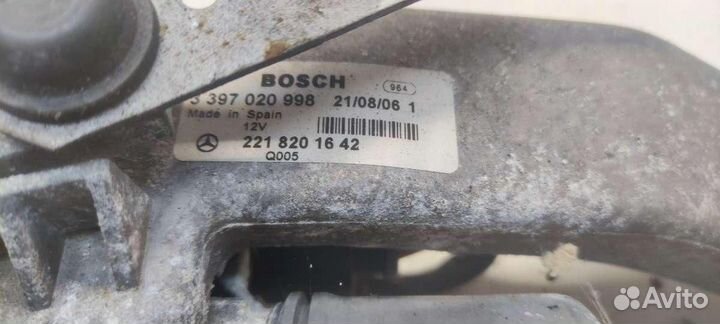 BOSCH
964
3 397 020 998 21/08/06 1
Made in Spain
12V
221 820 16 42
Q005
Avito